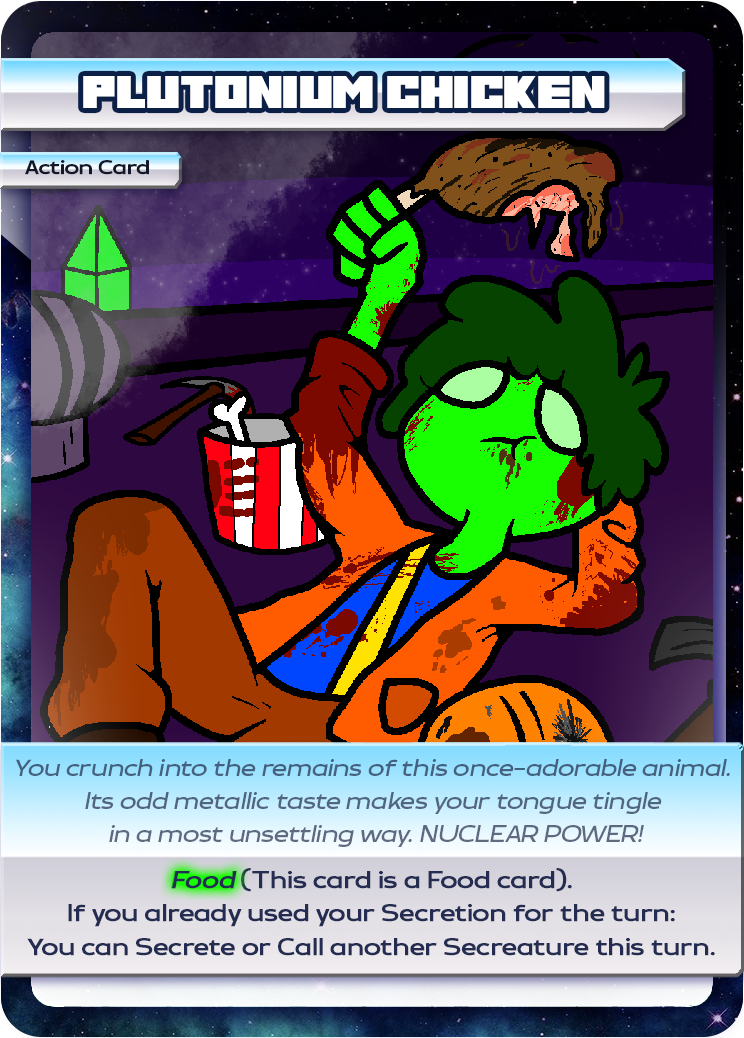 PLUTONIUM CHICKEN
Action Card
You crunch into the remains of this once-adorable animal.
Its odd metallic taste makes your tongue tingle
in a most unsettling way. NUCLEAR POWER!
Food (This card is a Food card).
If you already used your Secretion for the turn:
You can Secrete or Call another Secreature this turn.